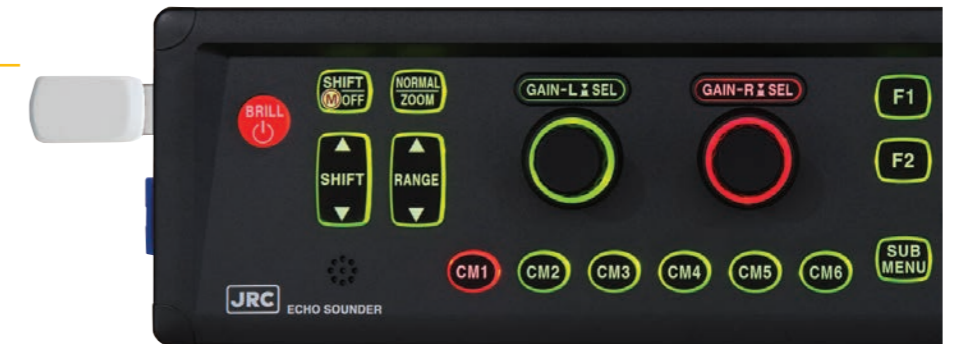 SHIFT
M OFF
NORMAL
ZOOM
GAIN-L SEL
GAIN-R SEL
F1
BRILL
F2
SHIFT
RANGE
CM1
CM2
CM3
CM4
CM5
CM6
SUB
MENU
JRC ECHO SOUNDER